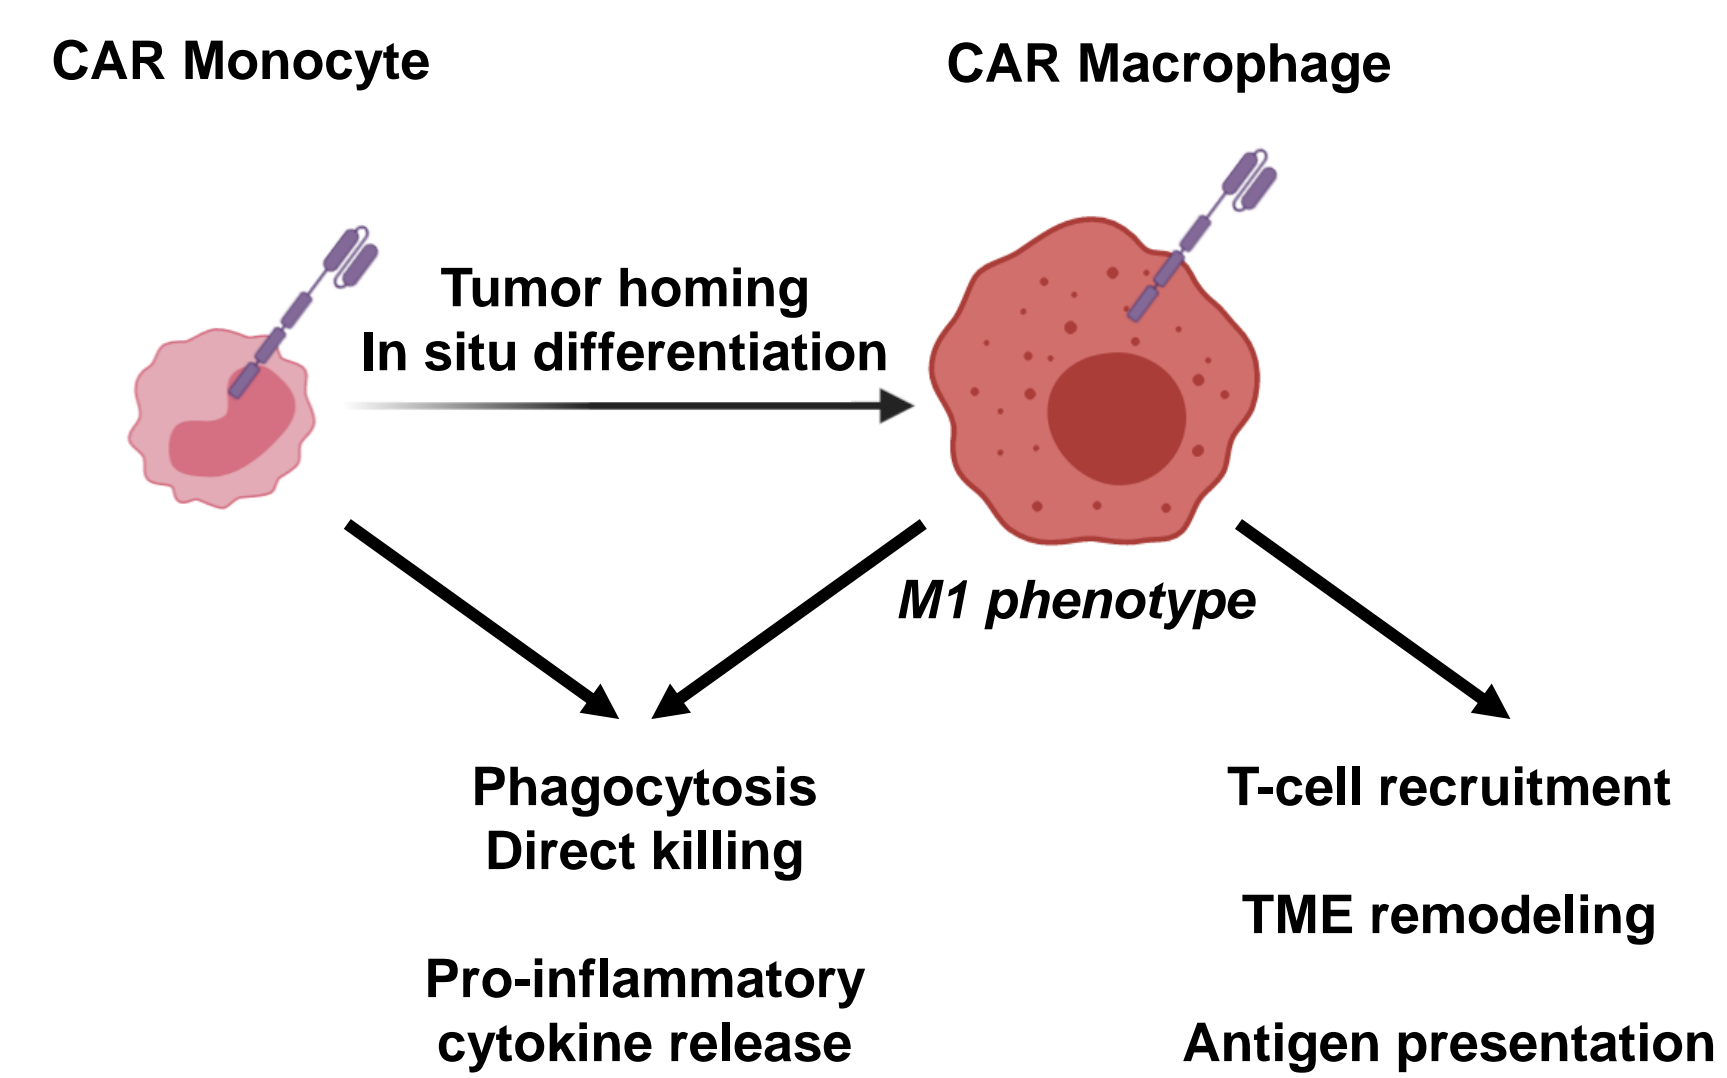 CAR Monocyte
CAR Macrophage
Tumor homing
In situ differentiation
M1 phenotype
Phagocytosis
Direct killing
Pro-inflammatory
cytokine release
T-cell recruitment
TME remodeling
Antigen presentation